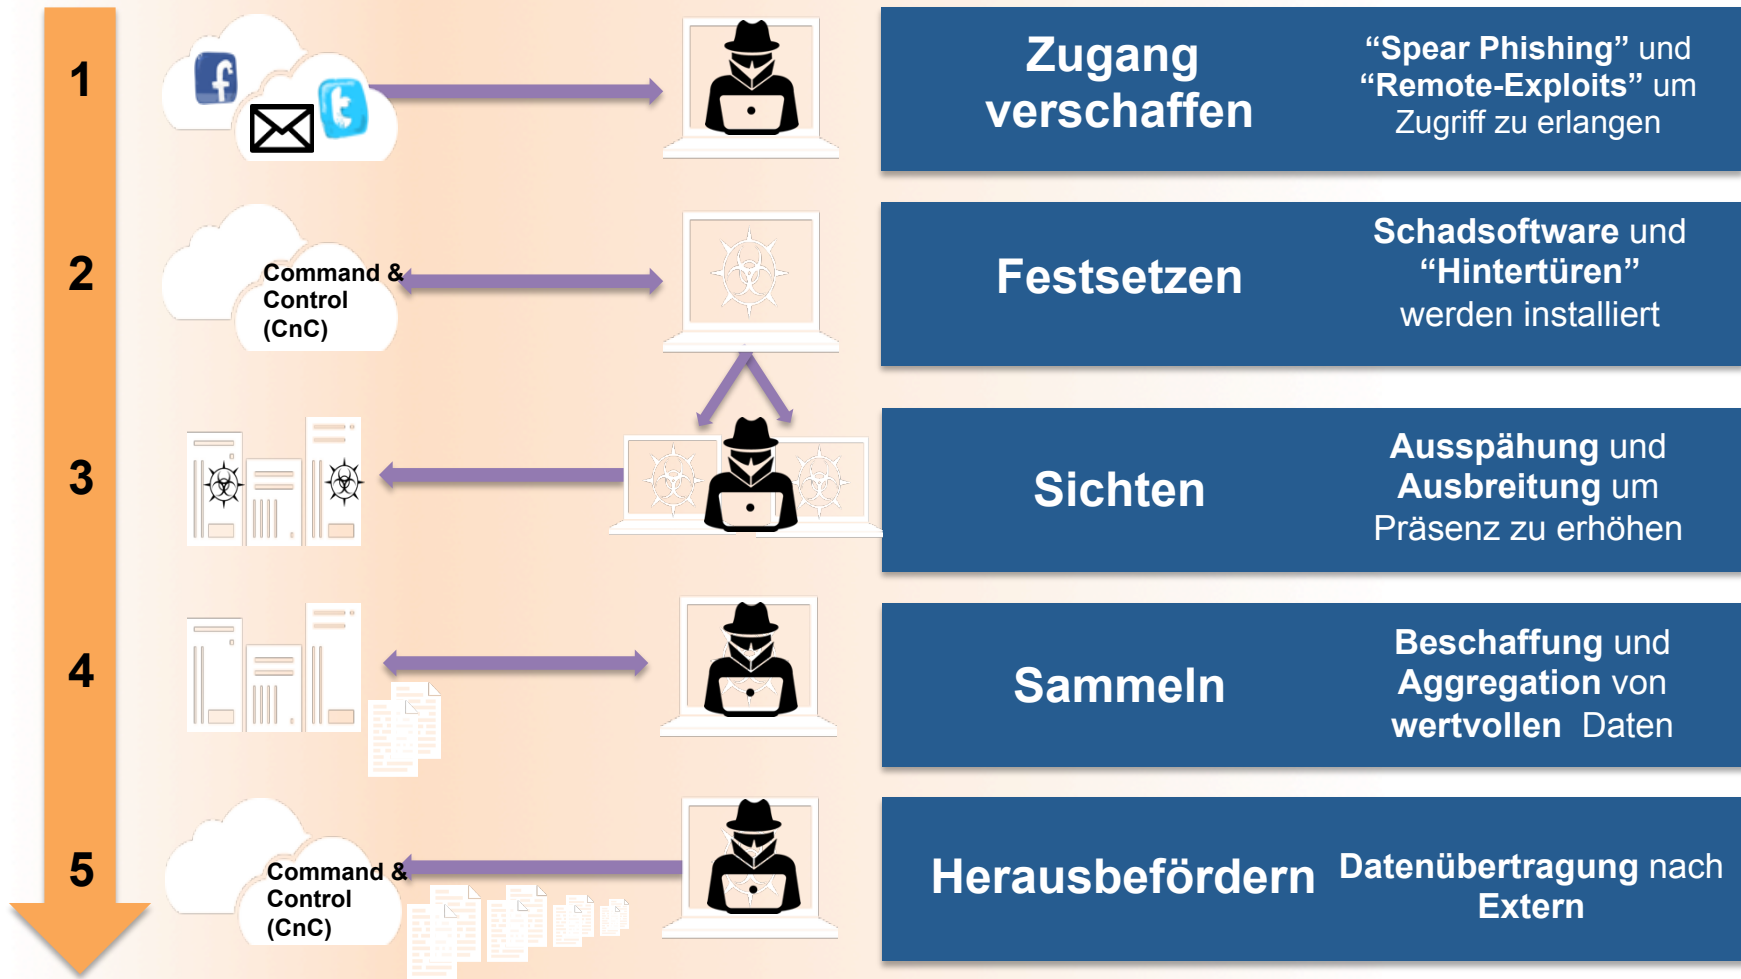 1
Zugang
verschaffen
“Spear Phishing” und
“Remote-Exploits” um
Zugriff zu erlangen
2
Command &
Control
(CnC)
Festsetzen
Schadsoftware und
“Hintertüren”
werden installiert
3
Sichten
Ausspähung und
Ausbreitung um
Präsenz zu erhöhen
4
Sammeln
Beschaffung und
Aggregation von
wertvollen Daten
5
Command &
Control
(CnC)
Herausbefördern
Datenübertragung nach
Extern